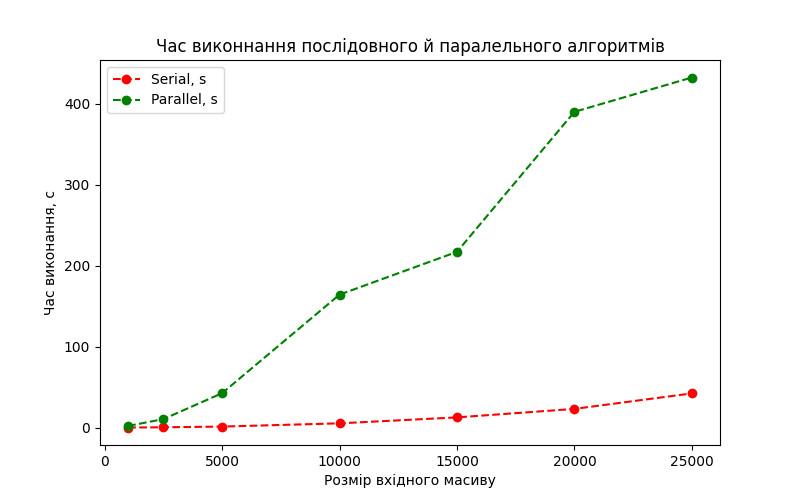 Час виконнання послідовного й паралельного алгоритмів
Serial, s
Parallel, s
Час виконання, с
400
300
200
100
0
0
5000
10000
15000
20000
25000
Розмір вхідного масиву